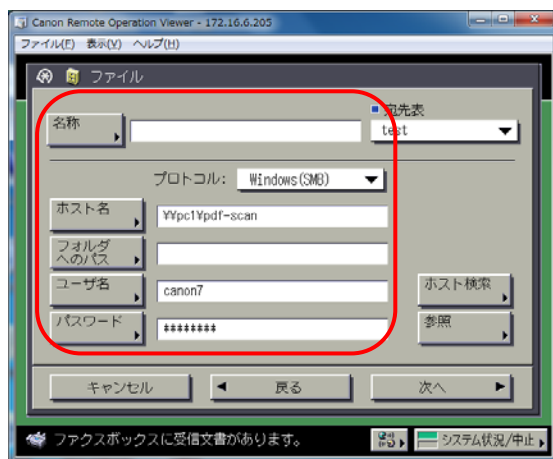 Canon Remote Operation Viewer - 172.16.6.205
ファイル(F) 表示(V) ヘルプ(H)
ファイル
宛先表
名称
test
プロトコル: Windows(SMB)
ホスト名 ¥¥pc1¥pdf-scan
フォルダ
へのパス
ユーザ名 canon7 ホスト検索
パスワード ******** 参照
キャンセル 戻る 次へ
ファクスボックスに受信文書があります。 システム状況/中止